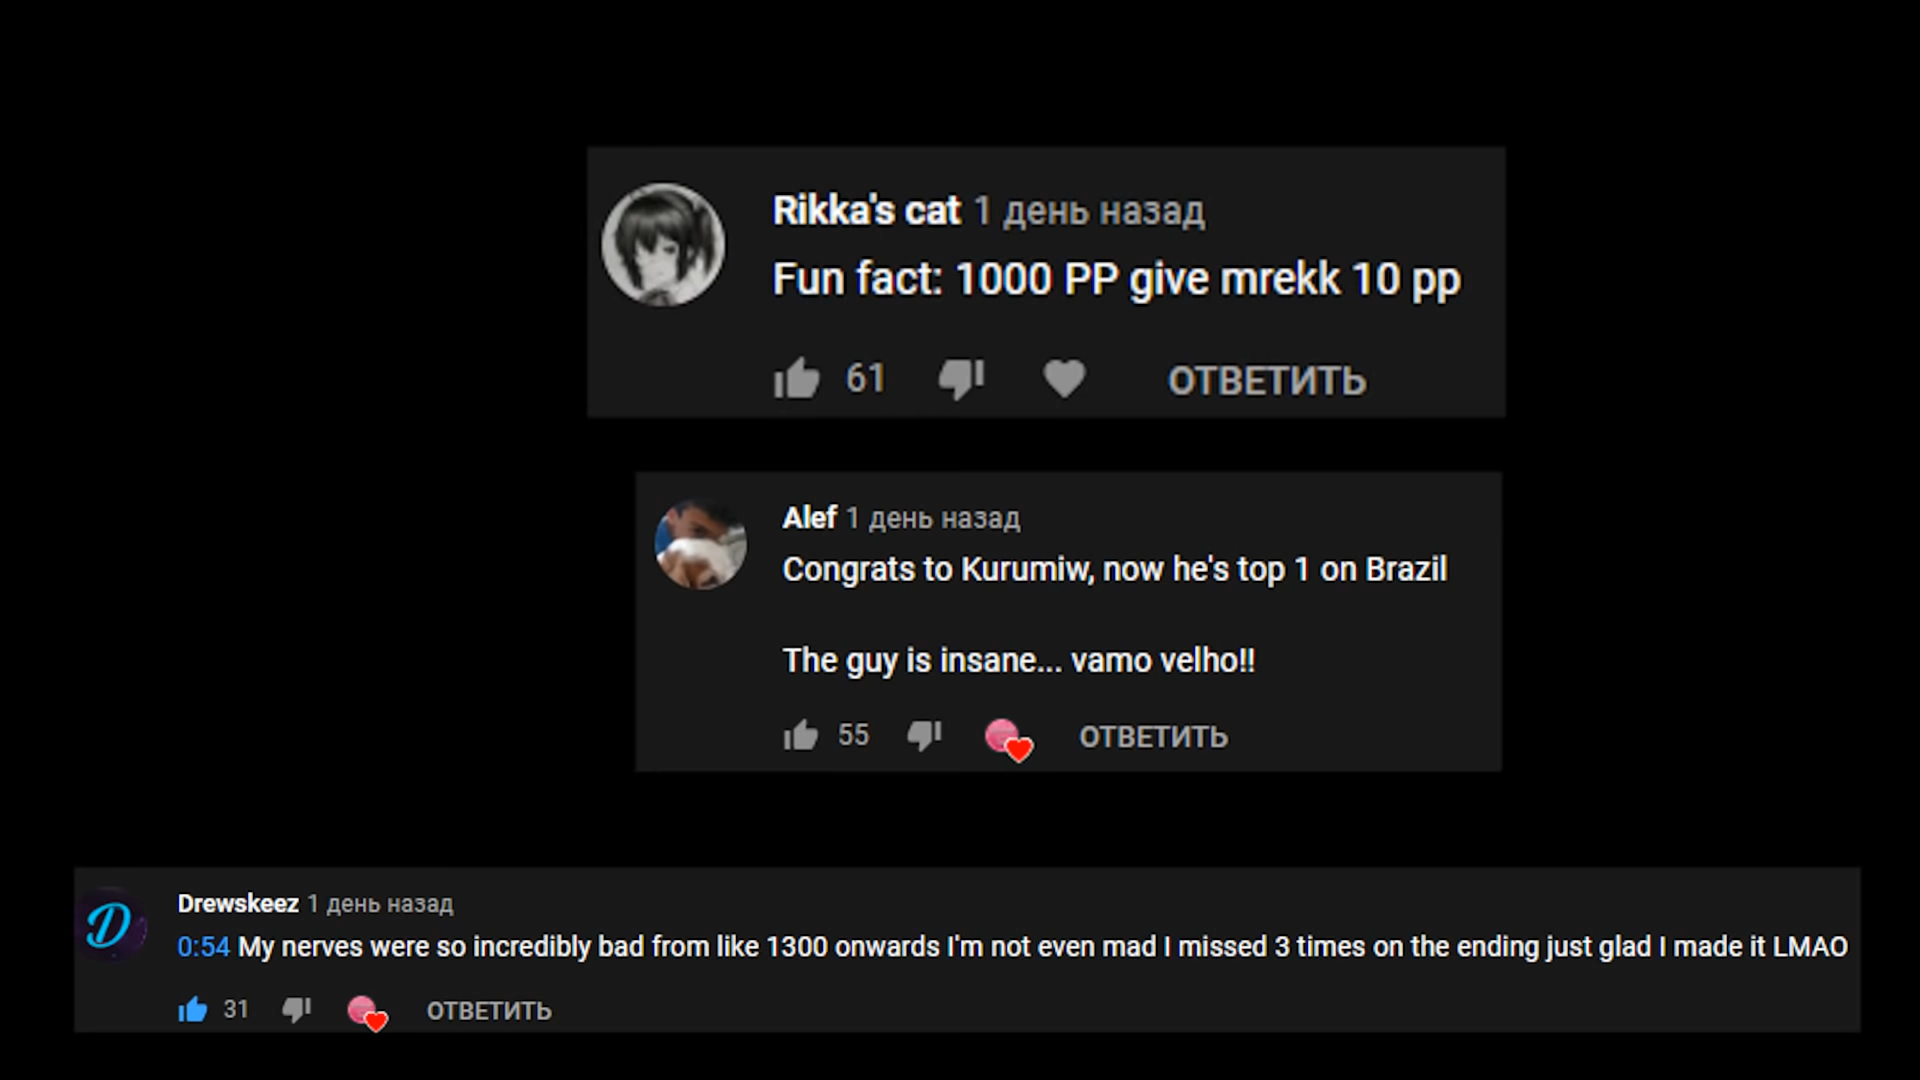 Rikka's cat 1 день назад
Fun fact: 1000 PP give mrekk 10 pp
61 ОТВЕТИТЬ
Alef 1 день назад
Congrats to Kurumiw, now he's top 1 on Brazil
The guy is insane... vamo velho!!
55 ОТВЕТИТЬ
D
Drewskeez 1 день назад
0:54 My nerves were so incredibly bad from like 1300 onwards I'm not even mad I missed 3 times on the ending just glad I made it LMAO
31 ОТВЕТИТЬ